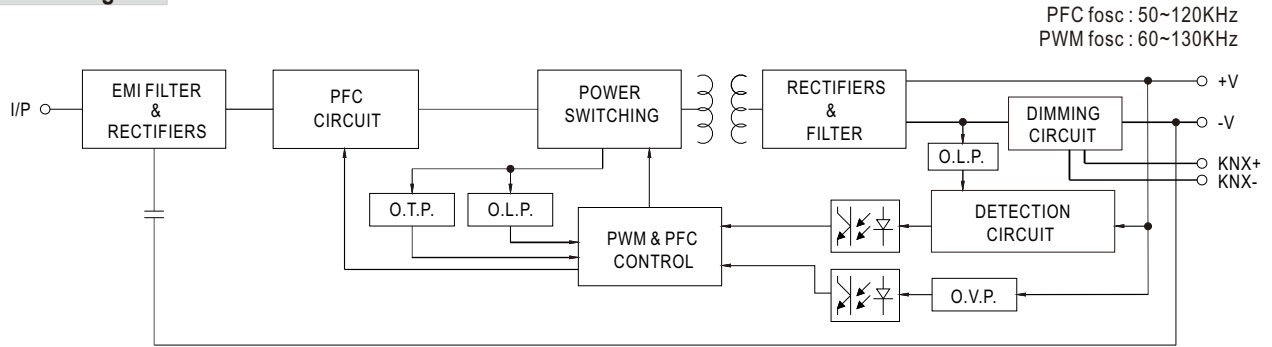 PFC fosc : 50~120KHz
PWM fosc : 60~130KHz
I/P
EMI FILTER
&
RECTIFIERS
PFC
CIRCUIT
POWER
SWITCHING
RECTIFIERS
&
FILTER
DIMMING
CIRCUIT
+V
-V
KNX+
KNX-
O.L.P.
O.T.P.
O.L.P.
PWM & PFC
CONTROL
DETECTION
CIRCUIT
O.V.P.